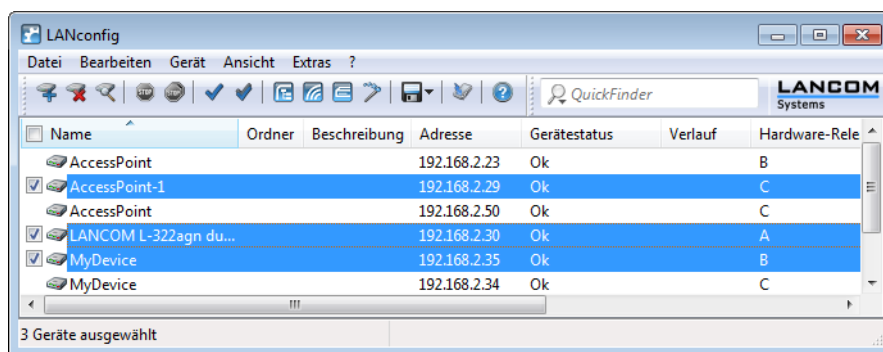 LANconfig
Datei Bearbeiten Gerät Ansicht Extras ?
QuickFinder
LANCOM
Systems
Name Ordner Beschreibung Adresse Gerätestatus Verlauf Hardware-Rele
AccessPoint 192.168.2.23 Ok B
AccessPoint-1 192.168.2.29 Ok C
AccessPoint 192.168.2.50 Ok C
LANCOM L-322agn du... 192.168.2.30 Ok A
MyDevice 192.168.2.35 Ok B
MyDevice 192.168.2.34 Ok C
3 Geräte ausgewählt